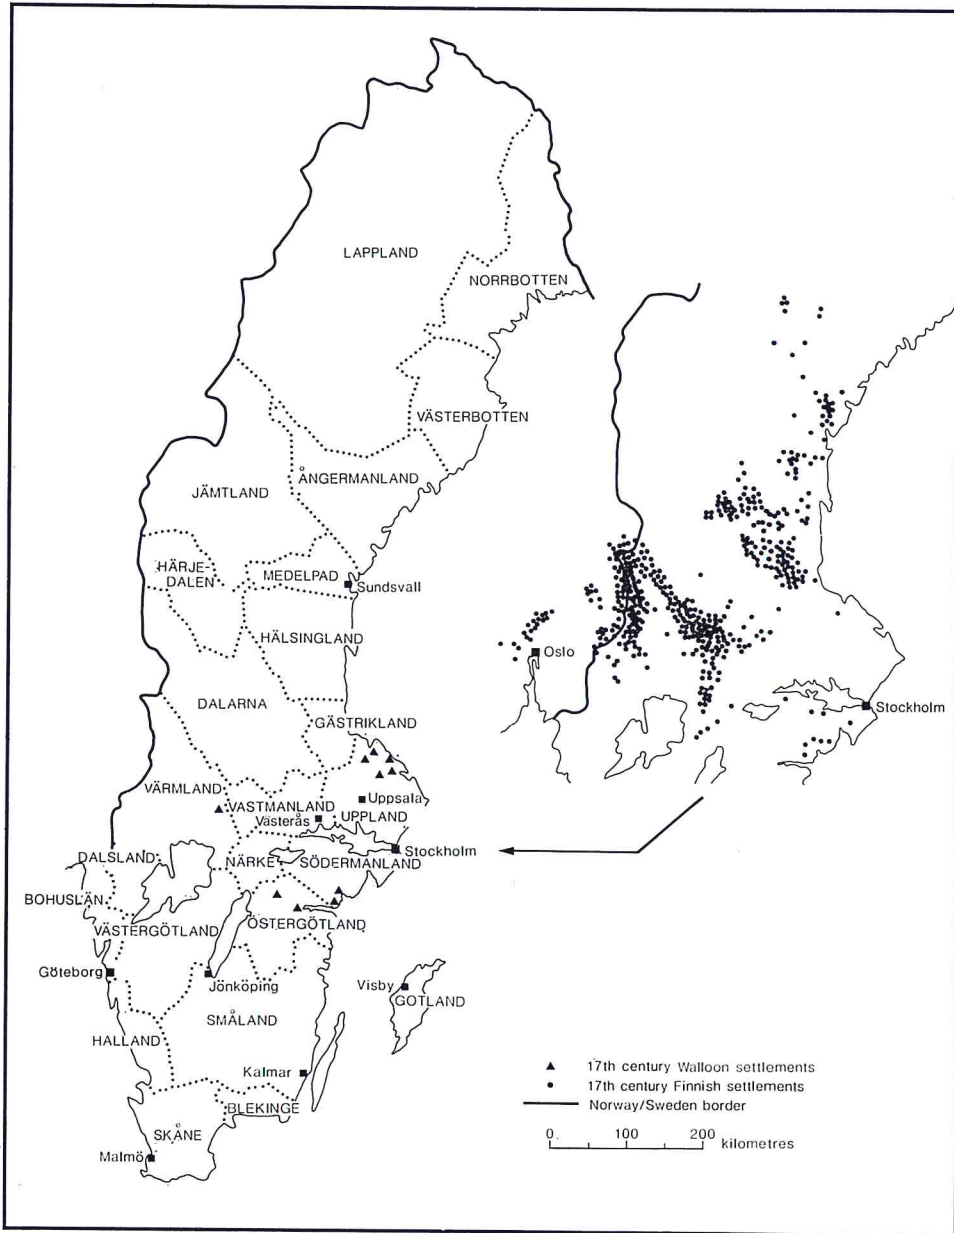 LAPPLAND
NORRBOTTEN
VÄSTERBOTTEN
ÅNGERMANLAND
JÄMTLAND
HÄRJE-
DALEN
MEDELPAD
Sundsvall
HÄLSINGLAND
Oslo
DALARNA
Stockholm
GÄSTRIKLAND
VÄRMLAND
VASTMANLAND
Uppsala
Västerås
UPPLAND
Stockholm
DALSLAND
NÄRKE
SÖDERMANLAND
BOHUSLÄN
VÄSTERGÖTLAND
ÖSTERGÖTLAND
Göteborg
Jönköping
Visby
GOTLAND
SMÅLAND
HALLAND
Kalmar
BLEKINGE
SKÅNE
Malmö
17th century Walloon settlements
17th century Finnish settlements
Norway/Sweden border
0. 100 200
kilometres